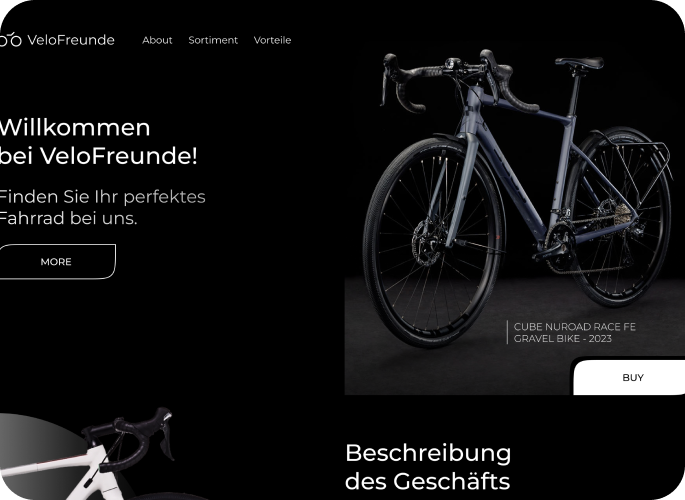 VeloFreunde
About
Sortiment
Vorteile
Willkommen
bei VeloFreunde!
Finden Sie Ihr perfektes
Fahrrad bei uns.
MORE
CUBE NUROAD RACE FE
GRAVEL BIKE - 2023
BUY
Beschreibung
des Geschäfts